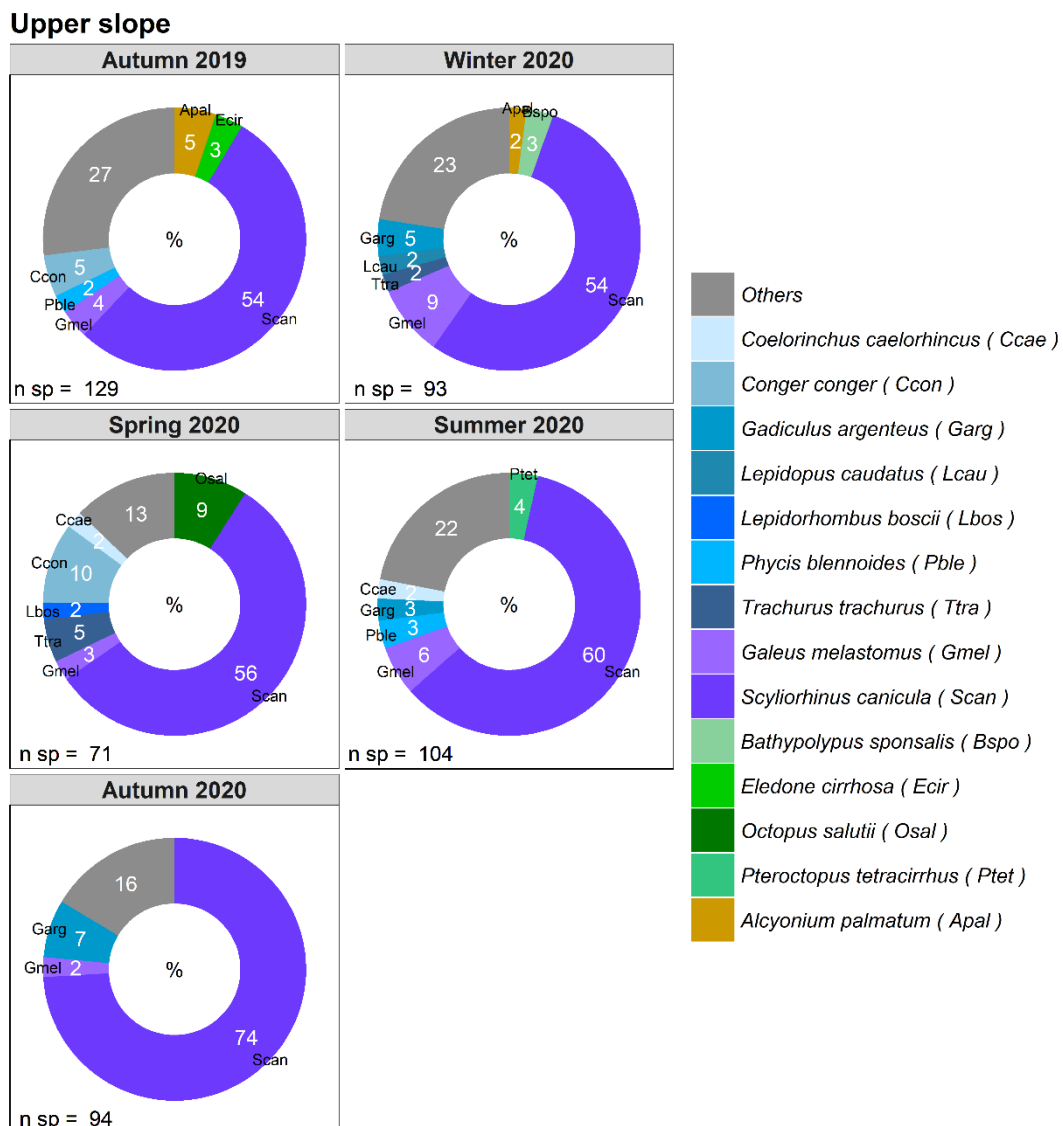 Upper slope
Autumn 2019
Apal
Ecir
5
3
27
Ccon
5
%
Pble
2
Gmel
4
54
Scan
n sp = 129
Winter 2020
Apal
Bspo
2
3
23
Garg
5
%
Lcau
2
Ttra
2
Gmel
9
54
Scan
n sp = 93
Spring 2020
Osal
9
13
Ccae
2
Ccon
10
%
Lbos
2
Ttra
5
Gmel
3
56
Scan
n sp = 71
Summer 2020
Ptet
4
22
Ccae
2
%
Garg
3
Pble
3
Gmel
6
60
Scan
n sp = 104
Autumn 2020
16
Garg
7
Gmel
2
%
74
Scan
n sp = 94
Others
Coelorinchus caelorhincus ( Ccae )
Conger conger ( Ccon )
Gadiculus argenteus ( Garg )
Lepidopus caudatus ( Lcau )
Lepidorhombus boscii ( Lbos )
Phycis blennoides ( Pble )
Trachurus trachurus ( Ttra )
Galeus melastomus ( Gmel )
Scyliorhinus canicula ( Scan )
Bathypolypus sponsalis ( Bspo )
Eledone cirrhosa ( Ecir )
Octopus salutii ( Osal )
Pteroctopus tetracirrhus ( Ptet )
Alcyonium palmatum ( Apal )